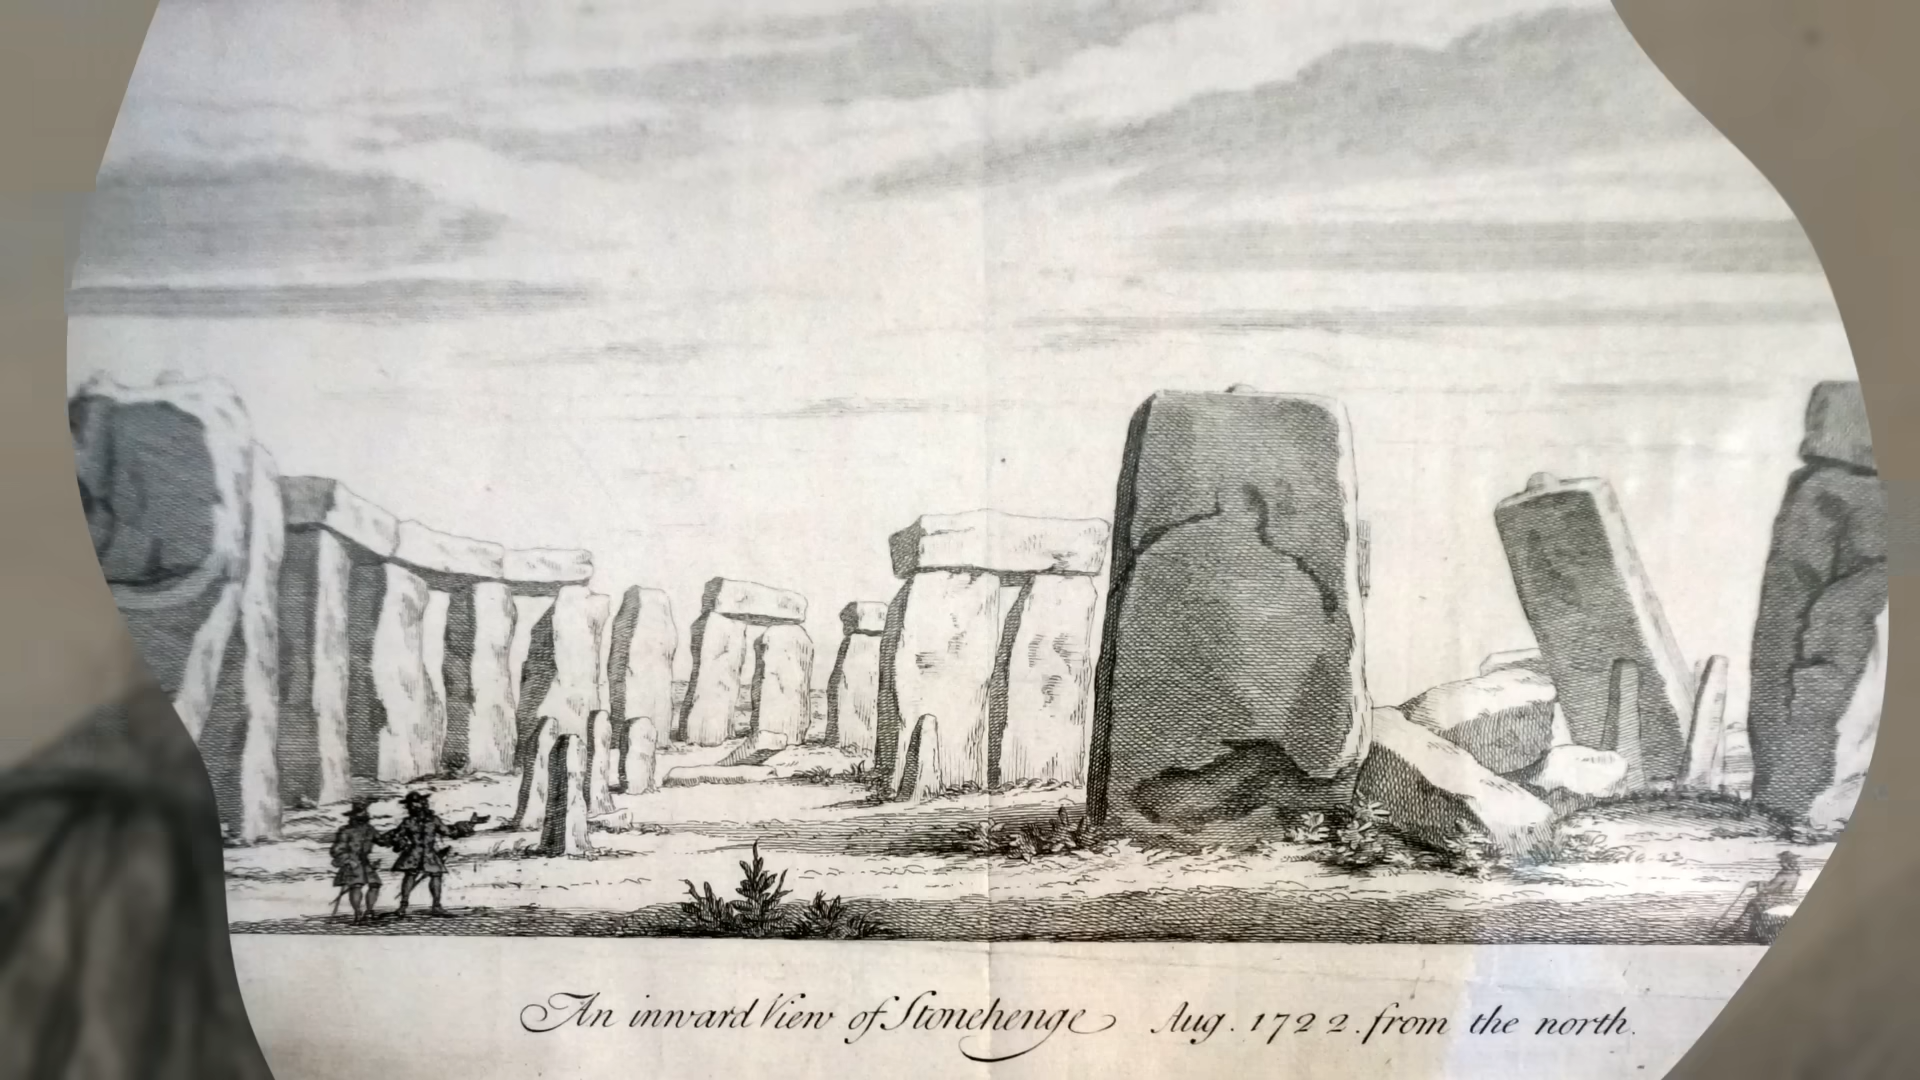 An inward View of Stonehenge Aug. 1722. from the north.